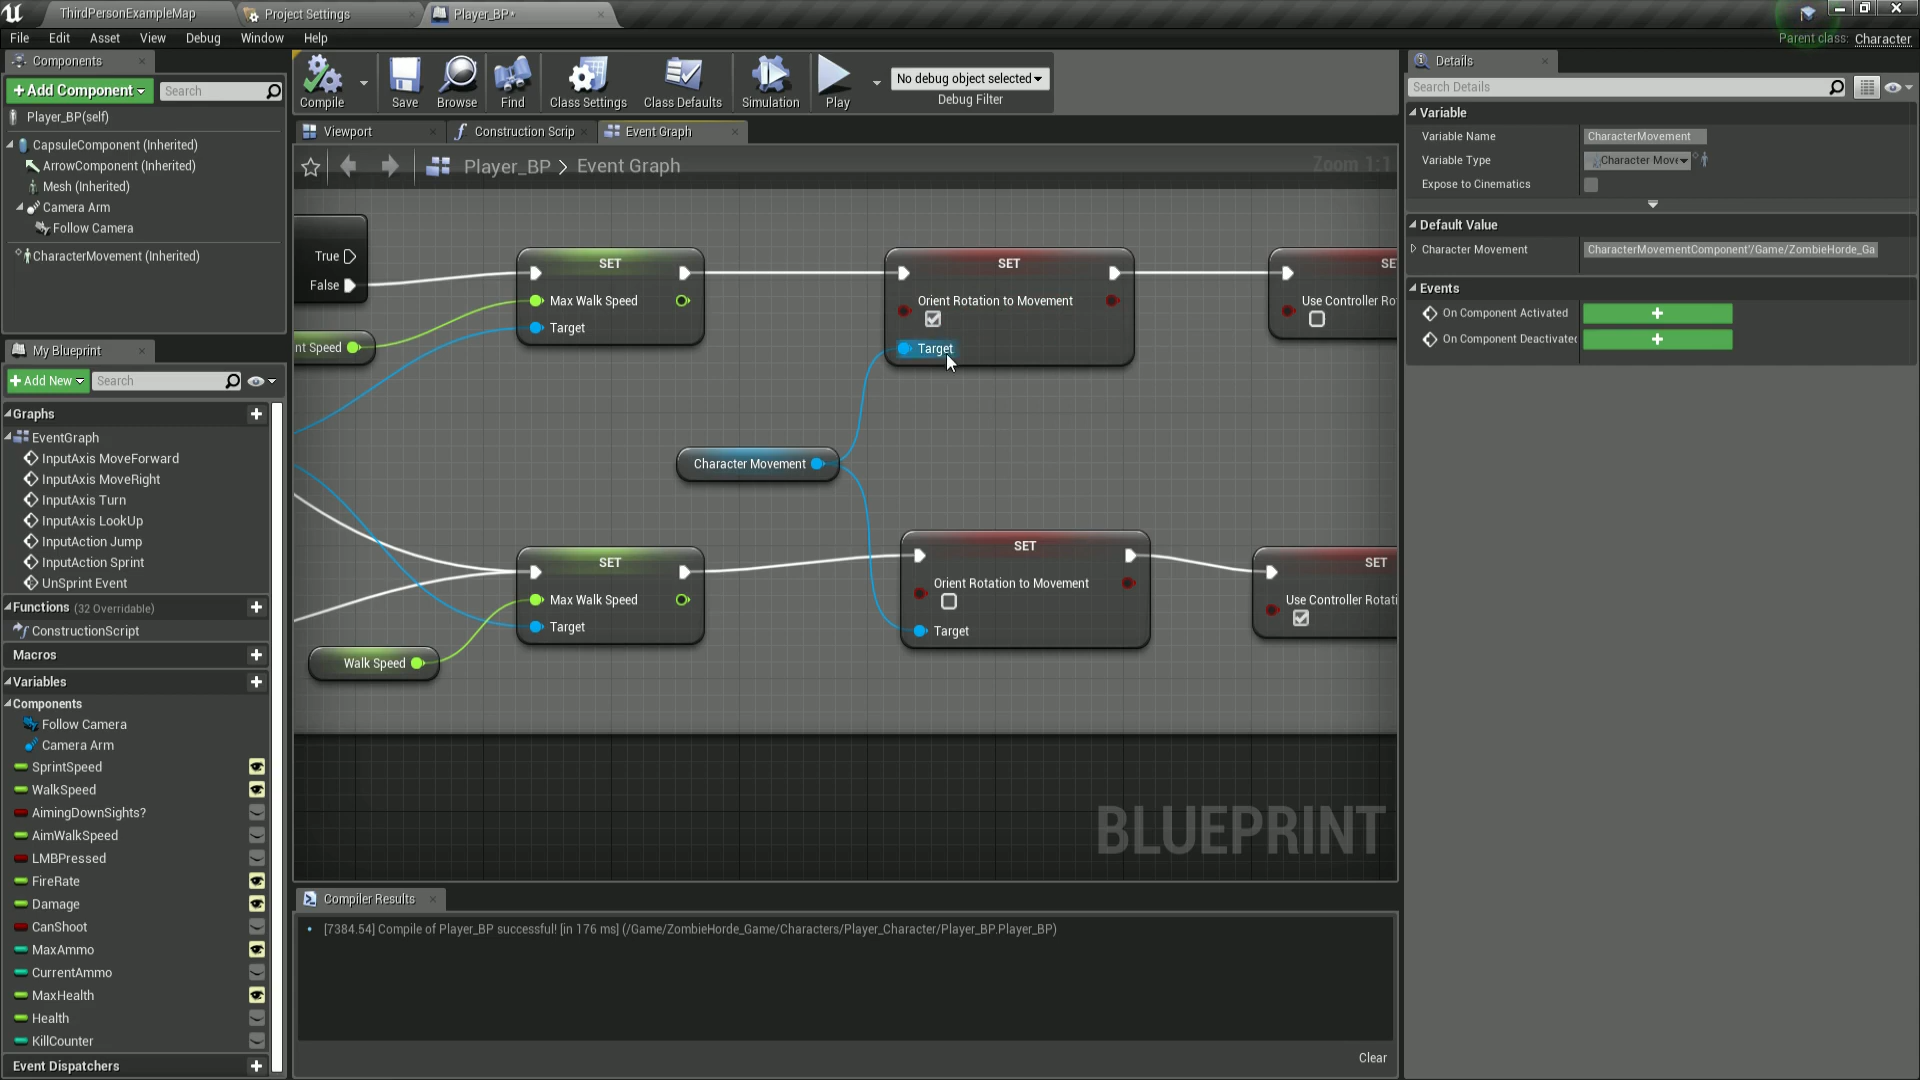 ThirdPersonExampleMap
Project Settings
Player_BP*
File Edit Asset View Debug Window Help
Parent class: Character
Components
+Add Component
Search
Player_BP(self)
CapsuleComponent (Inherited)
ArrowComponent (Inherited)
Mesh (Inherited)
Camera Arm
Follow Camera
CharacterMovement (Inherited)
My Blueprint
+Add New
Search
Graphs
EventGraph
InputAxis MoveForward
InputAxis MoveRight
InputAxis Turn
InputAxis LookUp
InputAction Jump
InputAction Sprint
UnSprint Event
Functions (32 Overridable)
ConstructionScript
Macros
Variables
Components
Follow Camera
Camera Arm
SprintSpeed
WalkSpeed
AimingDownSights?
AimWalkSpeed
LMBPressed
FireRate
Damage
CanShoot
MaxAmmo
CurrentAmmo
MaxHealth
Health
KillCounter
Event Dispatchers
Compile
Save
Browse
Find
Class Settings
Class Defaults
Simulation
Play
No debug object selected
Debug Filter
Viewport
Construction Scrip
Event Graph
Player_BP > Event Graph
Zoom 1:1
True
False
nt Speed
SET
Max Walk Speed
Target
SET
Orient Rotation to Movement
Target
SE
Use Controller Ro
Character Movement
SET
Max Walk Speed
Target
Walk Speed
SET
Orient Rotation to Movement
Target
SET
Use Controller Rotati
BLUEPRINT
Compiler Results
[7384.54] Compile of Player_BP successful! [in 176 ms] (/Game/ZombieHorde_Game/Characters/Player_Character/Player_BP.Player_BP)
Clear
Details
Search Details
Variable
Variable Name CharacterMovement
Variable Type Character Move
Expose to Cinematics
Default Value
Character Movement CharacterMovementComponent'/Game/ZombieHorde_Ga
Events
On Component Activated
On Component Deactivated